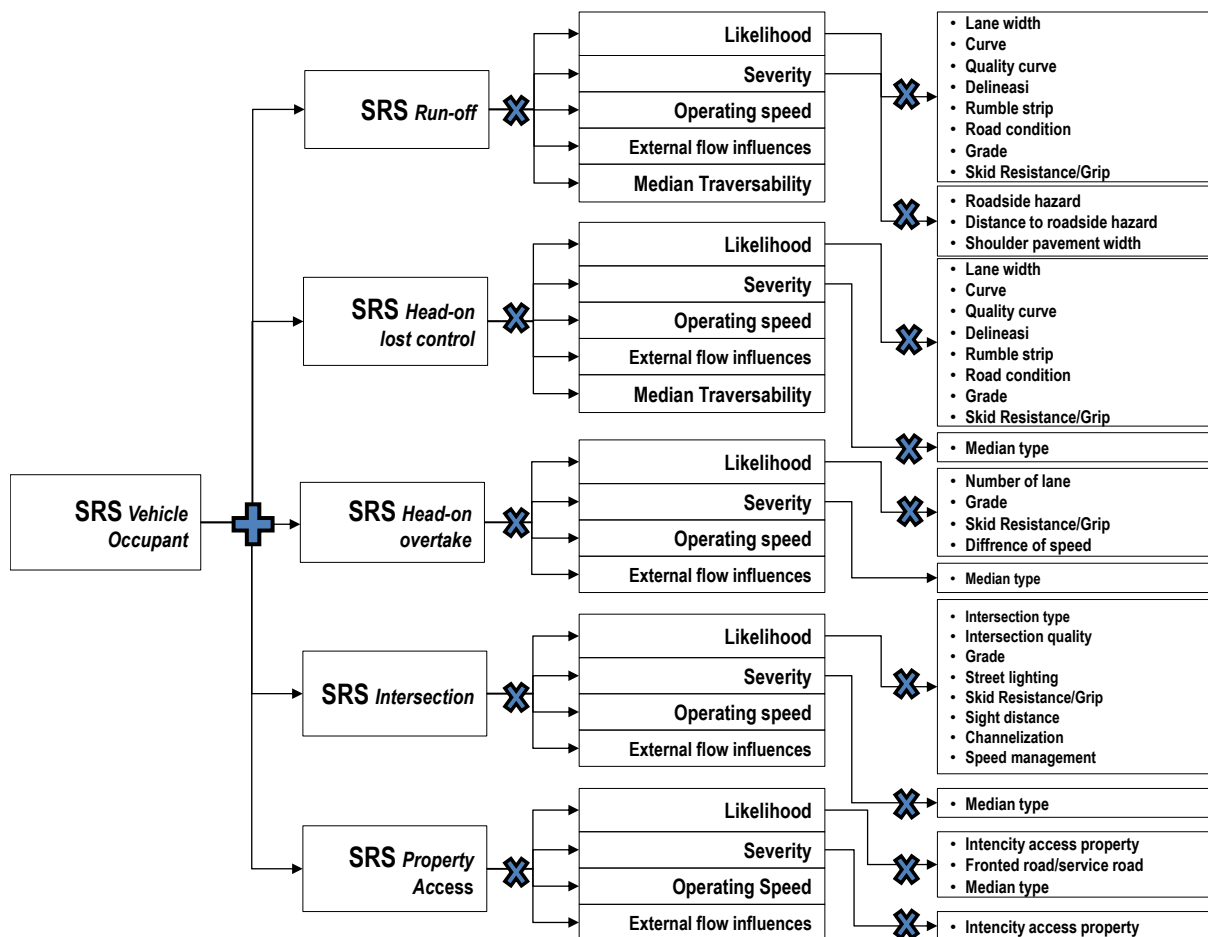 SRS Vehicle
Occupant
SRS Run-off
Likelihood
Severity
Operating speed
External flow influences
Median Traversability
• Lane width
• Curve
• Quality curve
• Delineasi
• Rumble strip
• Road condition
• Grade
• Skid Resistance/Grip
• Roadside hazard
• Distance to roadside hazard
• Shoulder pavement width
SRS Head-on
lost control
Likelihood
Severity
Operating speed
External flow influences
Median Traversability
• Lane width
• Curve
• Quality curve
• Delineasi
• Rumble strip
• Road condition
• Grade
• Skid Resistance/Grip
• Median type
SRS Head-on
overtake
Likelihood
Severity
Operating speed
External flow influences
• Number of lane
• Grade
• Skid Resistance/Grip
• Diffrence of speed
• Median type
SRS Intersection
Likelihood
Severity
Operating speed
External flow influences
• Intersection type
• Intersection quality
• Grade
• Street lighting
• Skid Resistance/Grip
• Sight distance
• Channelization
• Speed management
• Median type
SRS Property
Access
Likelihood
Severity
Operating Speed
External flow influences
• Intencity access property
• Fronted road/service road
• Median type
• Intencity access property